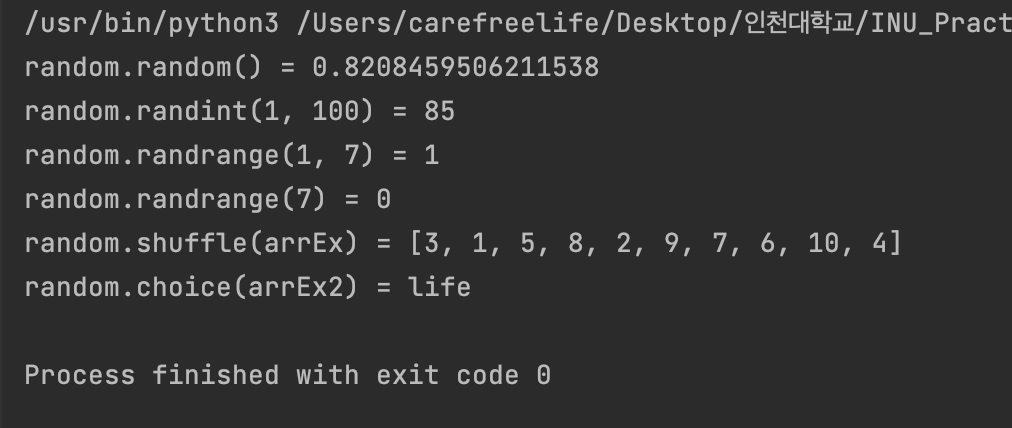 /usr/bin/python3 /Users/carefreelife/Desktop/인천대학교/INU_Pract
random.random() = 0.8208459506211538
random.randint(1, 100) = 85
random.randrange(1, 7) = 1
random.randrange(7) = 0
random.shuffle(arrEx) = [3, 1, 5, 8, 2, 9, 7, 6, 10, 4]
random.choice(arrEx2) = life
Process finished with exit code 0